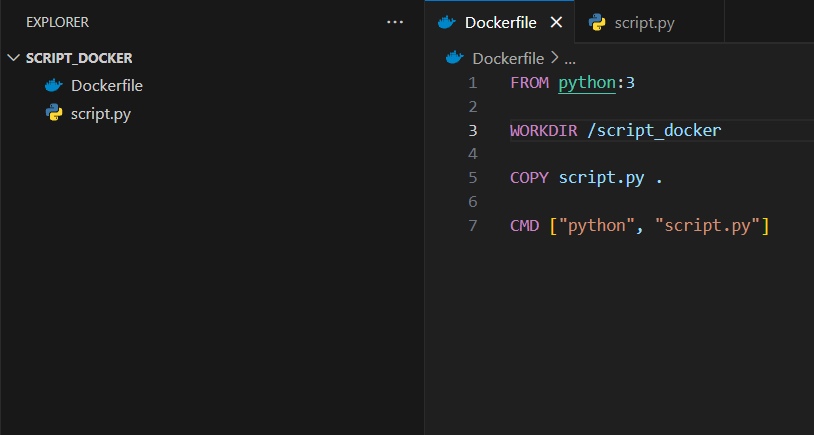 EXPLORER
...
SCRIPT_DOCKER
Dockerfile
script.py
Dockerfile
script.py
Dockerfile > ...
1 FROM python:3
2
3 WORKDIR /script_docker
4
5 COPY script.py .
6
7 CMD ["python", "script.py"]